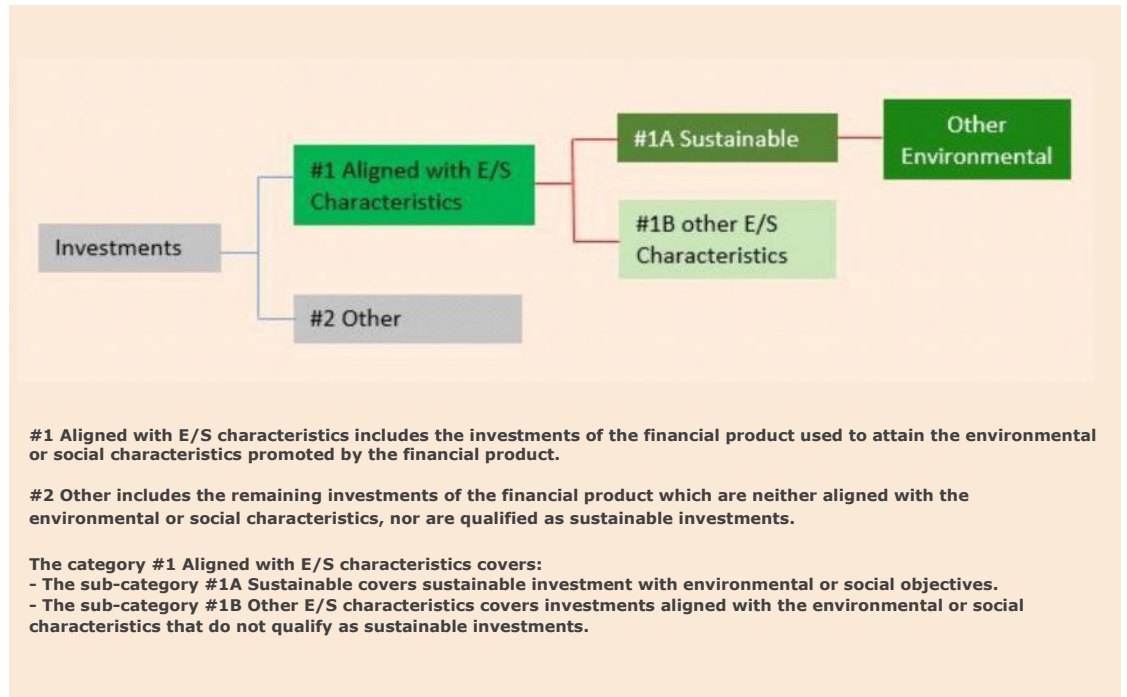 Investments
#1 Aligned with E/S
Characteristics
#2 Other
#1A Sustainable
#1B other E/S
Characteristics
Other
Environmental
#1 Aligned with E/S characteristics includes the investments of the financial product used to attain the environmental
or social characteristics promoted by the financial product.
#2 Other includes the remaining investments of the financial product which are neither aligned with the
environmental or social characteristics, nor are qualified as sustainable investments.
The category #1 Aligned with E/S characteristics covers:
- The sub-category #1A Sustainable covers sustainable investment with environmental or social objectives.
- The sub-category #1B Other E/S characteristics covers investments aligned with the environmental or social
characteristics that do not qualify as sustainable investments.